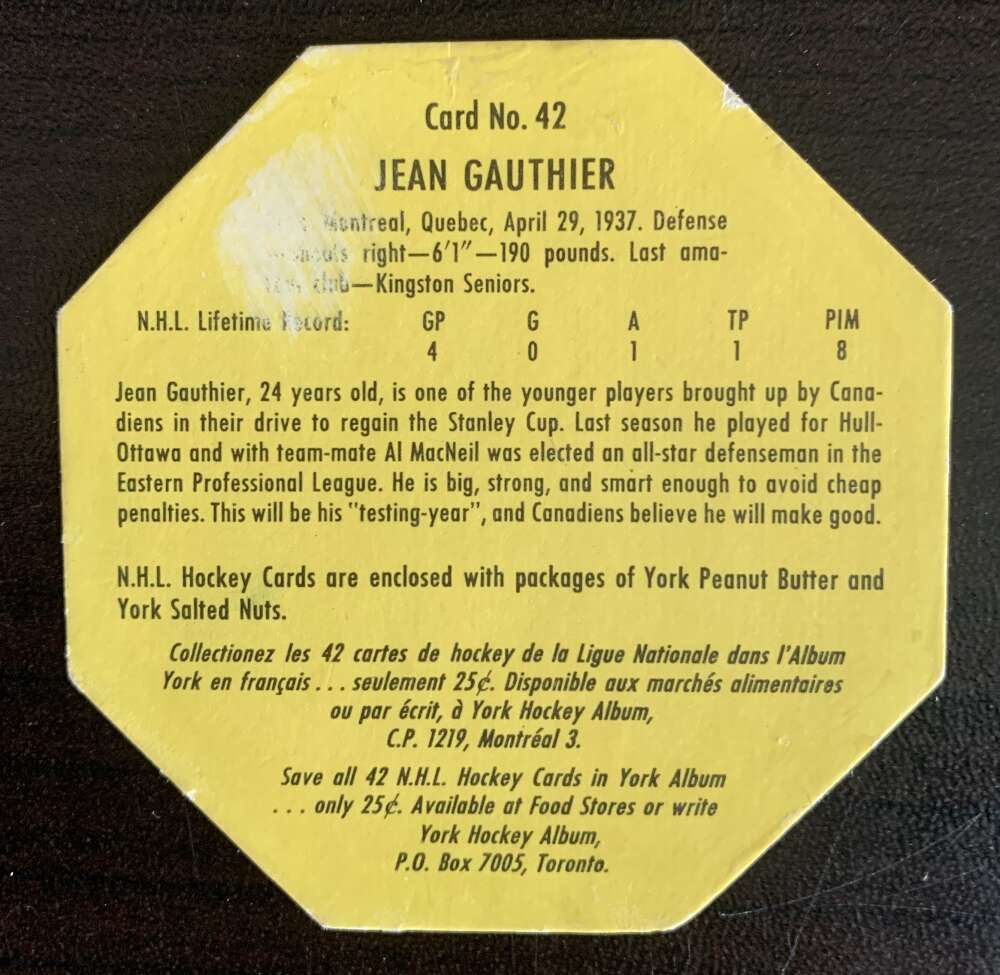 Card No. 42
JEAN GAUTHIER
Montreal, Quebec, April 29, 1937. Defense
right—6'1"—190 pounds. Last ama-
club—Kingston Seniors.
N.H.L. Lifetime Record: GP G A TP PIM
4 0 1 1 8
Jean Gauthier, 24 years old, is one of the younger players brought up by Cana-
diens in their drive to regain the Stanley Cup. Last season he played for Hull-
Ottawa and with team-mate Al MacNeil was elected an all-star defenseman in the
Eastern Professional League. He is big, strong, and smart enough to avoid cheap
penalties. This will be his "testing-year", and Canadiens believe he will make good.
N.H.L. Hockey Cards are enclosed with packages of York Peanut Butter and
York Salted Nuts.
Collectionez les 42 cartes de hockey de la Ligue Nationale dans l'Album
York en français . . . seulement 25¢. Disponible aux marchés alimentaires
ou par écrit, à York Hockey Album,
C.P. 1219, Montréal 3.
Save all 42 N.H.L. Hockey Cards in York Album
. . . only 25¢. Available at Food Stores or write
York Hockey Album,
P.O. Box 7005, Toronto.